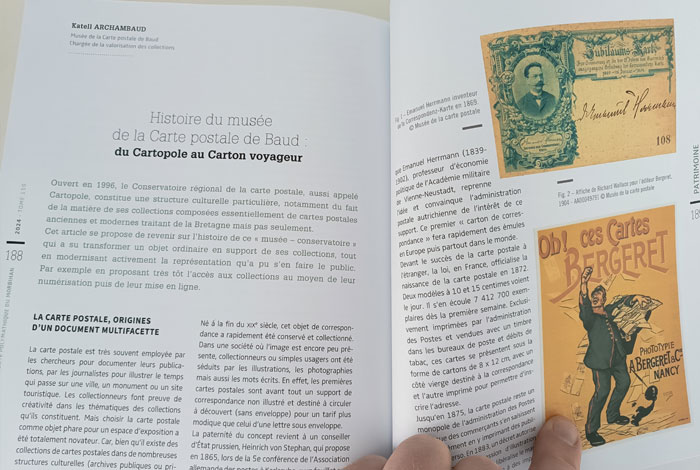 Katell ARCHAMBAUD
Musée de la Carte postale de Baud
Chargée de la valorisation des collections
Histoire du musée
de la Carte postale de Baud :
du Cartopole au Carton voyageur
Ouvert en 1996, le Conservatoire régional de la carte postale, aussi appelé
Cartopole, constitue une structure culturelle particulière, notamment du fait
de la matière de ses collections composées essentiellement de cartes postales
anciennes et modernes traitant de la Bretagne mais pas seulement.
Cet article se propose de revenir sur l'histoire de ce « musée – conservatoire »
qui a su transformer un objet ordinaire en support de ses collections, tout
en modernisant activement la représentation qu'a pu s'en faire le public.
Par exemple en proposant très tôt l'accès aux collections au moyen de leur
numérisation puis de leur mise en ligne.
2024 - TOME
188
LA CARTE POSTALE, ORIGINES
D'UN DOCUMENT MULTIFACETTE
La carte postale est très souvent employée par
les chercheurs pour documenter leurs publica-
tions, par les journalistes pour illustrer le temps
qui passe sur une ville, un monument ou un site
touristique. Les collectionneurs font preuve de
créativité dans les thématiques des collections
qu'ils constituent. Mais choisir la carte postale
comme objet phare pour un espace d'exposition a
été totalement novateur. Car, bien qu'il existe des
collections de cartes postales dans de nombreuses
structures culturelles (archives publiques ou pri-
Né à la fin du XIXe siècle, cet objet de correspon-
dance a rapidement été conservé et collectionné.
Dans une société où l'image est encore peu pré-
sente, collectionneurs ou simples usagers ont été
séduits par les illustrations, les photographies
mais aussi les mots écrits. En effet, les premières
cartes postales sont avant tout un support de
correspondance non illustré et destiné à circuler
à découvert (sans enveloppe) pour un tarif plus
modique que celui d'une lettre sous enveloppe.
La paternité du concept revient à un conseiller
d'État prussien, Heinrich von Stephan, qui propose
en 1865, lors de la 5e conférence de l'Association
allemande des postes à
Fig. 1 - Emanuel Herrmann inventeur
de la Correspondenz-Karte en 1869.
© Musée de la carte postale
Jubiläums Karte
108
que Emanuel Herrmann (1839-
1902), professeur d'économie
politique de l'Académie militaire
de Vienne-Neustadt, reprenne
l'idée et convainque l'administration
postale autrichienne de l'intérêt de ce
support. Ce premier « carton de corres-
pondance » fera rapidement des émules
en Europe puis partout dans le monde.
Devant le succès de la carte postale à
l'étranger, la loi, en France, officialise la
naissance de la carte postale en 1872.
Deux modèles à 10 et 15 centimes voient
le jour. Il s'en écoule 7 412 700 exem-
plaires dès la première semaine. Exclusi-
vement imprimées par l'administration
des Postes et vendues avec un timbre
dans les bureaux de poste et débits de
tabac, ces cartes se présentent sous la
forme de cartons de 8 x 12 cm, avec un
côté vierge destiné à la correspondance
et l'autre imprimé pour permettre d'ins-
crire l'adresse.
Jusqu'en 1875, la carte postale reste un
monopole de l'administration des Postes
que des commerçants s'en saisissent
En 1883, un décret autorise
Fig. 2 - Affiche de Richard Wallace pour l'éditeur Bergeret,
1904 - © Musée de la carte postale
Oh! ces Cartes
BERGERET
PHOTOTYPIE
A. BERGERET & Cie
NANCY
PATRIMOINE